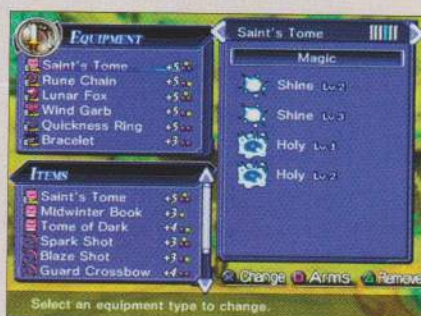 EQUIPMENT
Saint's Tome +5
Rune Chain +5
Lunar Fox +5
Wind Garb +5
Quickness Ring +5
Bracelet +3
ITEMS
Saint's Tome +5
Midwinter Book +3
Tome of Dark +4
Spark Shot +3
Blaze Shot +3
Guard Crossbow +4
Saint's Tome
Magic
Shine Lv 2
Shine Lv 3
Holy Lv 1
Holy Lv 2
Change Arms Remove
Select an equipment type to change.